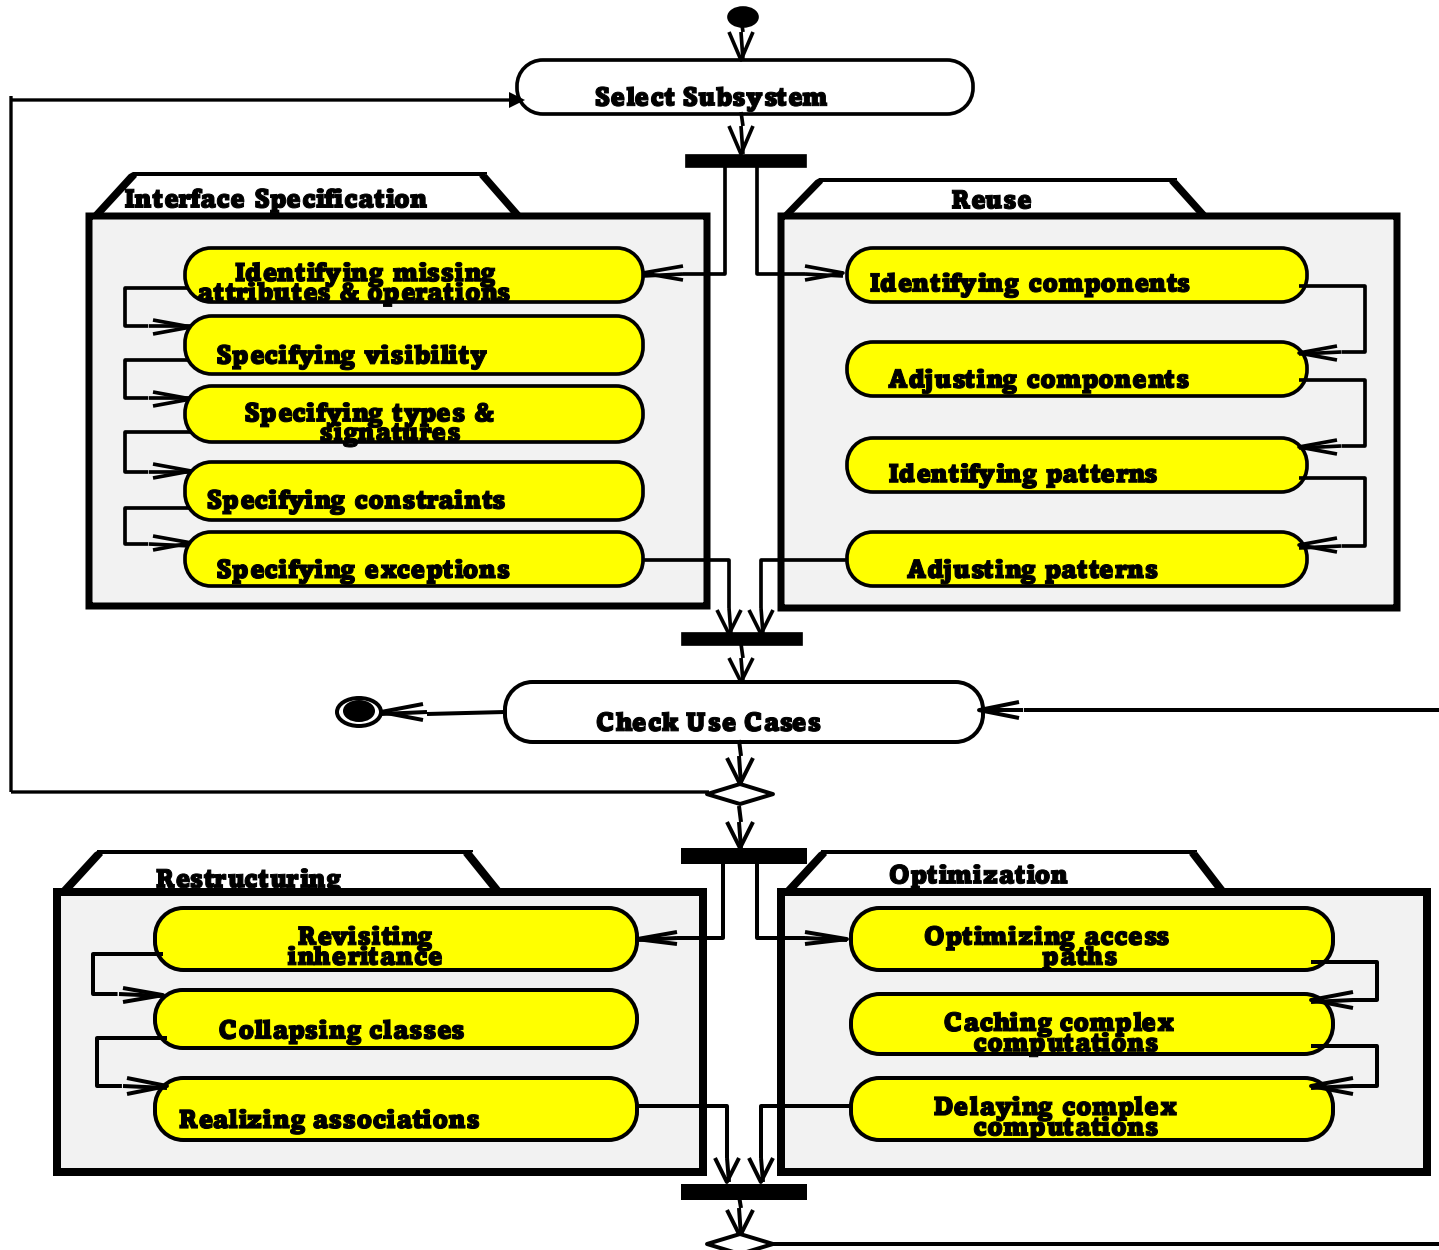 Select Subsystem
Interface Specification
Identifying missing
attributes & operations
Specifying visibility
Specifying types &
signatures
Specifying constraints
Specifying exceptions
Reuse
Identifying components
Adjusting components
Identifying patterns
Adjusting patterns
Check Use Cases
Restructuring
Revisiting
inheritance
Collapsing classes
Realizing associations
Optimization
Optimizing access
paths
Caching complex
computations
Delaying complex
computations